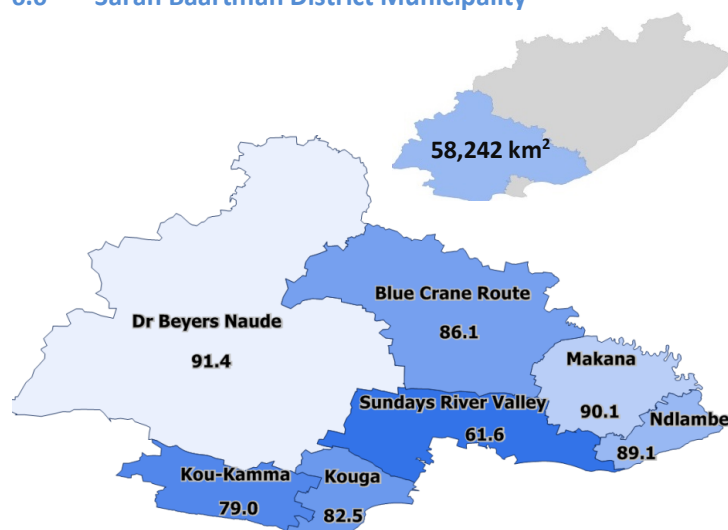 Sarah Baartman District Municipality
58,242 km²
Blue Crane Route
86.1
Dr Beyers Naude
91.4
Makana
90.1
Ndlambe
89.1
Sundays River Valley
61.6
Kou-Kamma
79.0
Kouga
82.5